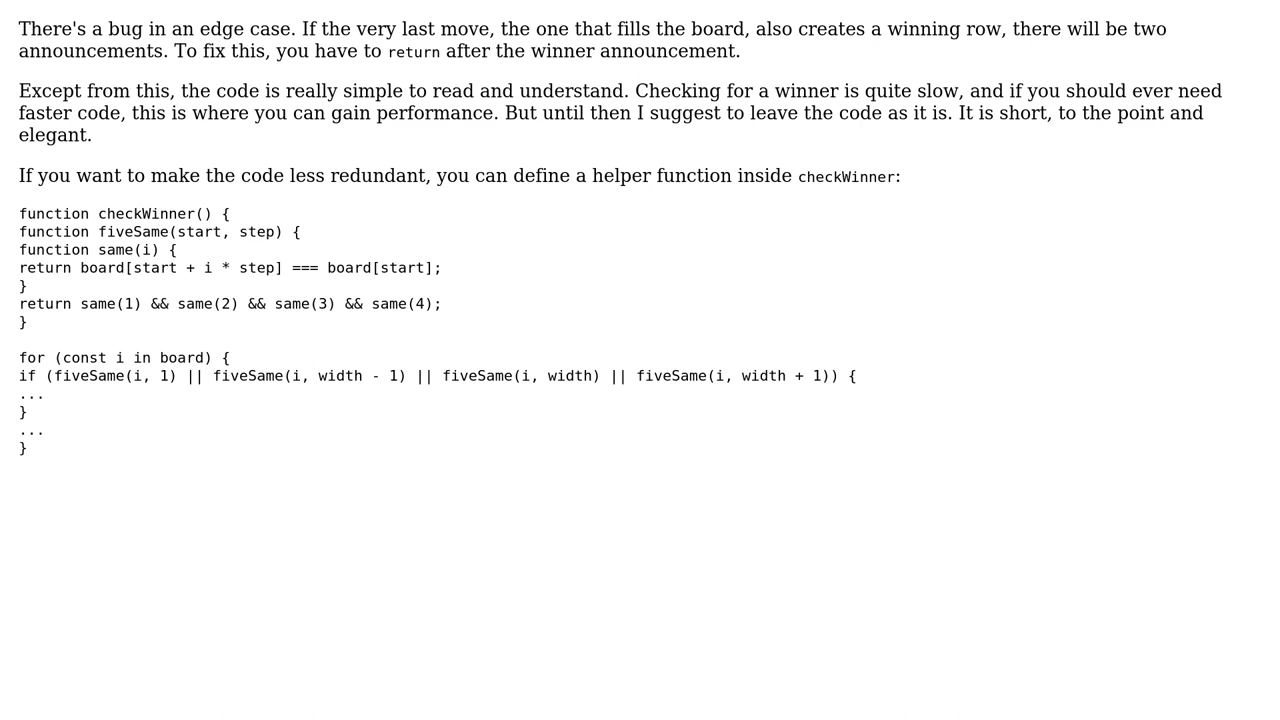 There's a bug in an edge case. If the very last move, the one that fills the board, also creates a winning row, there will be two
announcements. To fix this, you have to return after the winner announcement.
Except from this, the code is really simple to read and understand. Checking for a winner is quite slow, and if you should ever need
faster code, this is where you can gain performance. But until then I suggest to leave the code as it is. It is short, to the point and
elegant.
If you want to make the code less redundant, you can define a helper function inside checkWinner:
function checkWinner() {
function fiveSame(start, step) {
function same(i) {
return board[start + i * step] === board[start];
}
return same(1) && same(2) && same(3) && same(4);
}
for (const i in board) {
if (fiveSame(i, 1) || fiveSame(i, width - 1) || fiveSame(i, width) || fiveSame(i, width + 1)) {
...
}
...
}